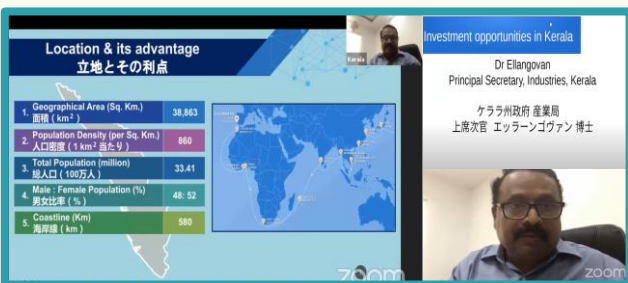 Location & its advantage
立地とその利点
1. Geographical Area (Sq. Km.)
面積 ( km² )
38,863
2. Population Density (per Sq. Km.)
人口密度 ( 1 km² 当たり )
860
3. Total Population (million)
総人口 ( 100万人 )
33.41
4. Male : Female Population (%)
男女比率 ( % )
48: 52
5. Coastline (Km)
海岸線 ( km )
580
Kerala
zoom
Investment opportunities in Kerala
Dr Ellangovan
Principal Secretary, Industries, Kerala
ケララ州政府 産業局
上席次官 エッラーンゴヴァン 博士
zoom